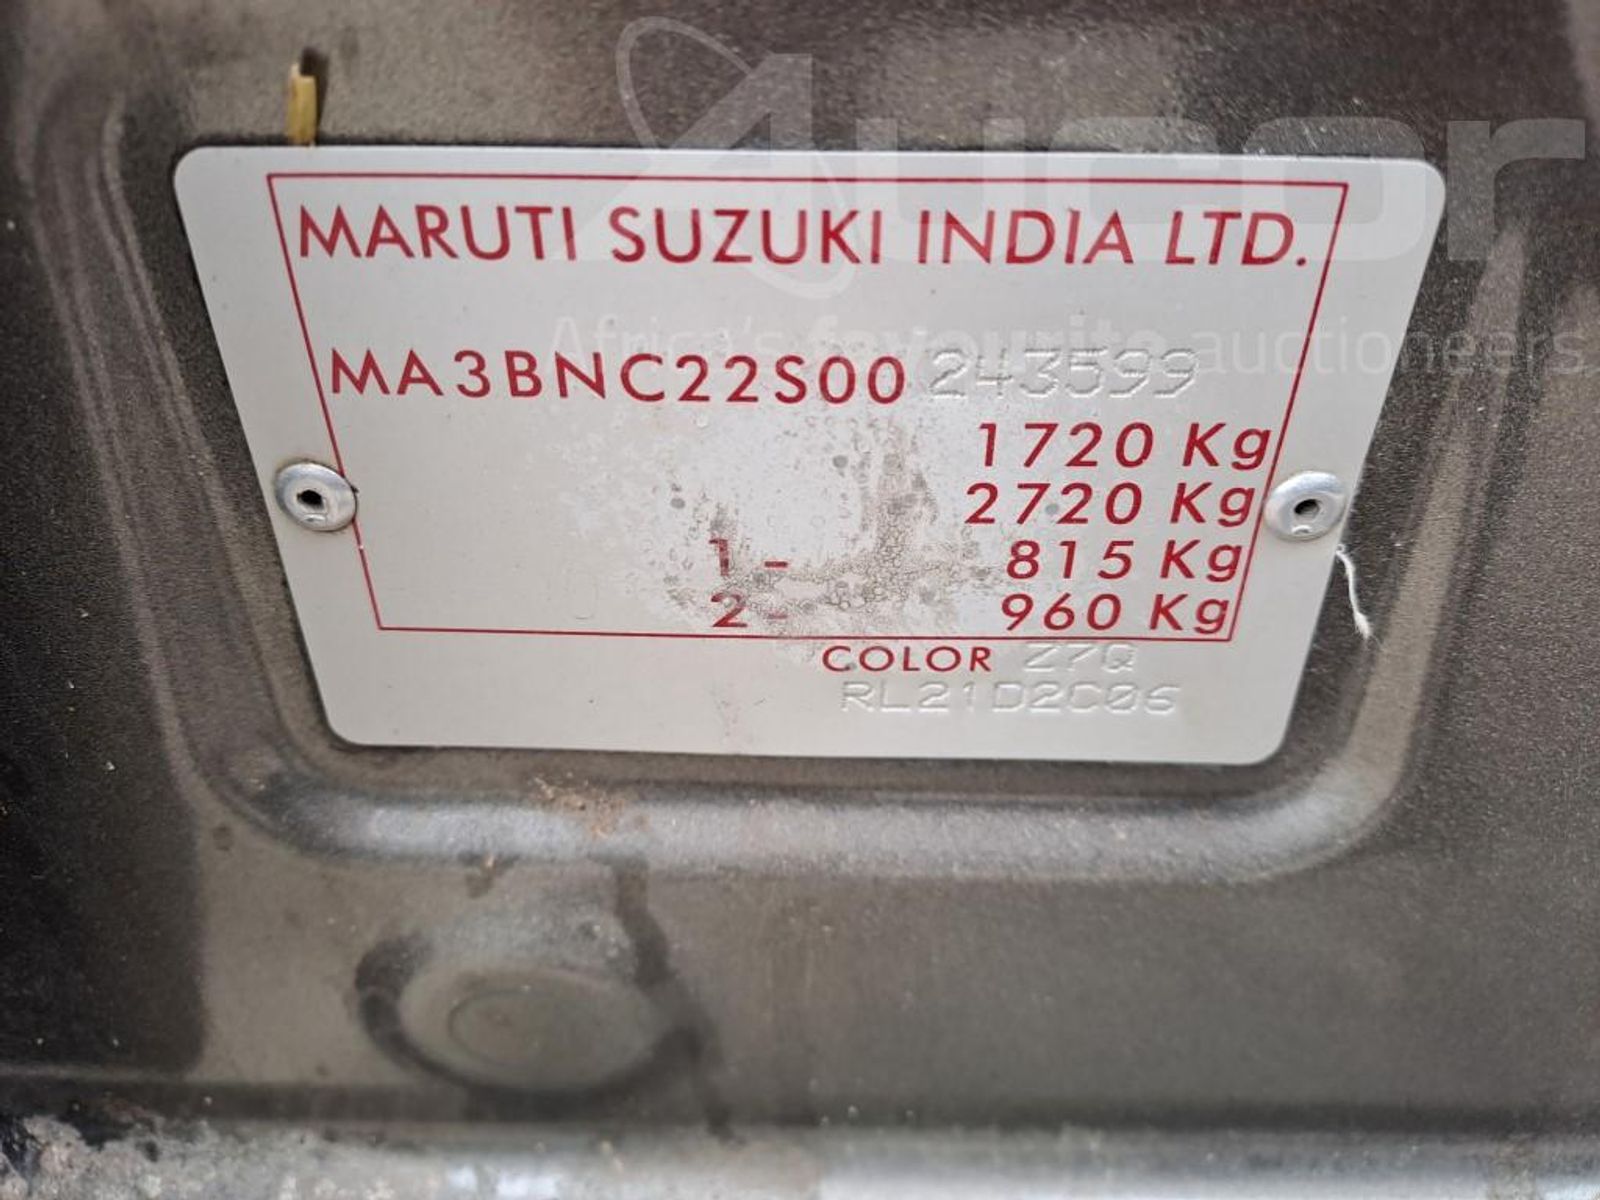 Aucor
Africa's favourite auctioneers
MARUTI SUZUKI INDIA LTD.
MA3BNC22S00243599
1720 Kg
2720 Kg
1- 815 Kg
2- 960 Kg
COLOR Z7Q
RL21D2C06